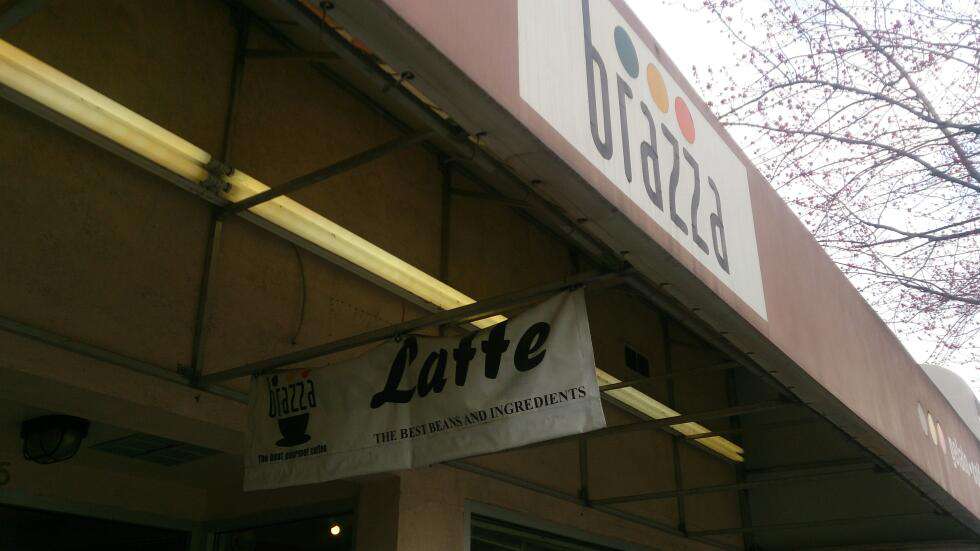 brazza
brazza
Latte
THE BEST BEANS AND INGREDIENTS
The best gourmet coffee